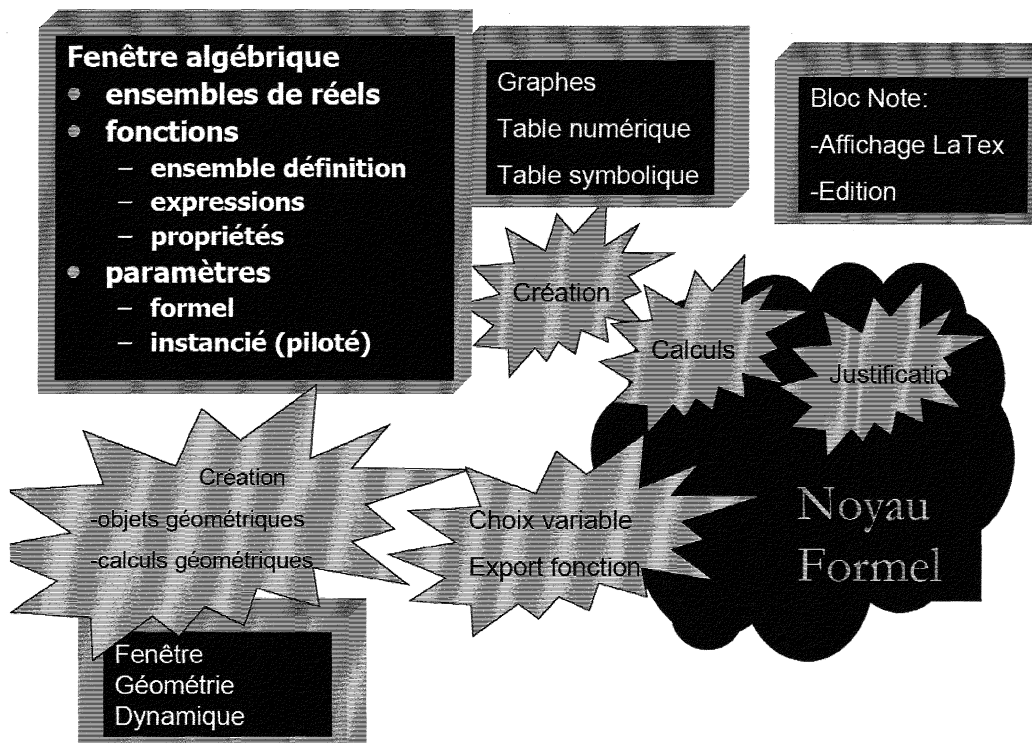 Fenêtre algébrique
• ensembles de réels
• fonctions
– ensemble définition
– expressions
– propriétés
• paramètres
– formel
– instancié (piloté)
Graphes
Table numérique
Table symbolique
Bloc Note:
-Affichage LaTex
-Edition
Création
Calculs
Justificatio
Création
-objets géométriques
-calculs géométriques
Choix variable
Export fonction
Noyau
Formel
Fenêtre
Géométrie
Dynamique